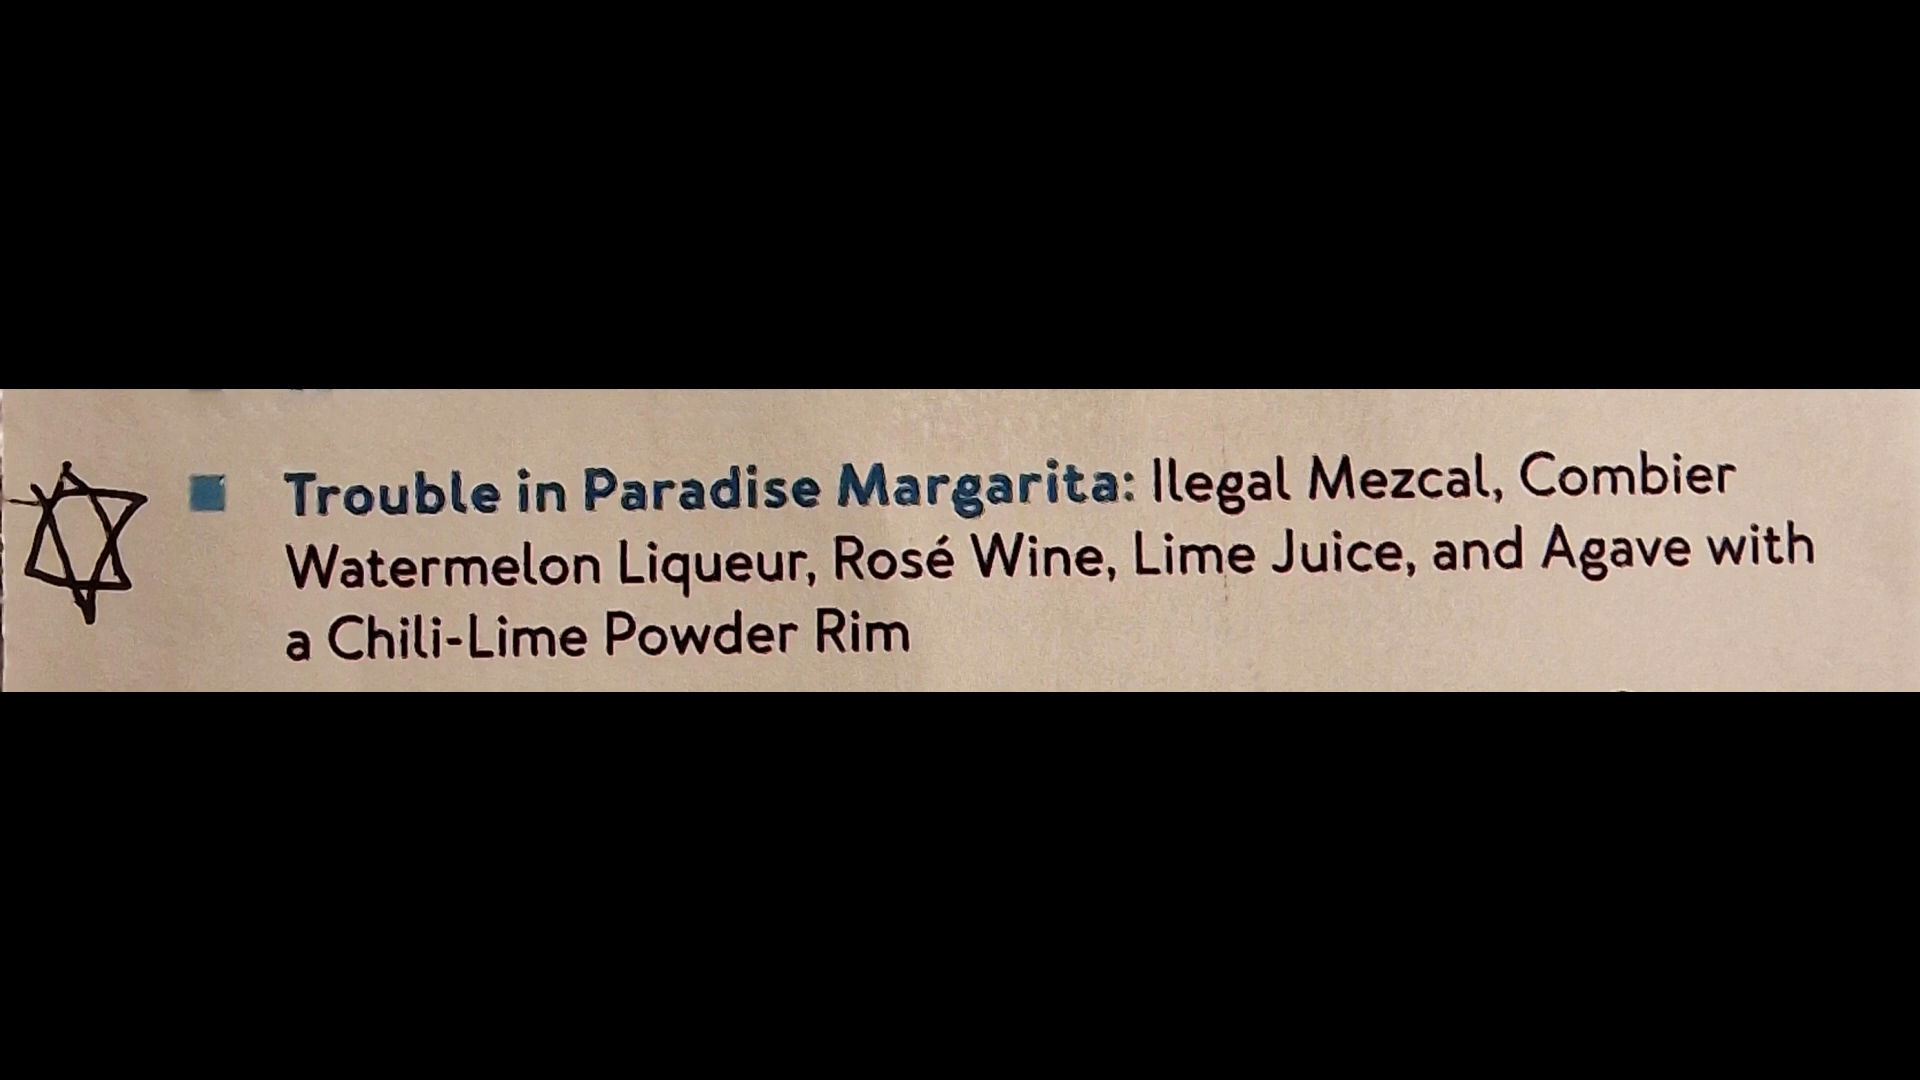 Trouble in Paradise Margarita: Ilegal Mezcal, Combier
Watermelon Liqueur, Rosé Wine, Lime Juice, and Agave with
a Chili-Lime Powder Rim